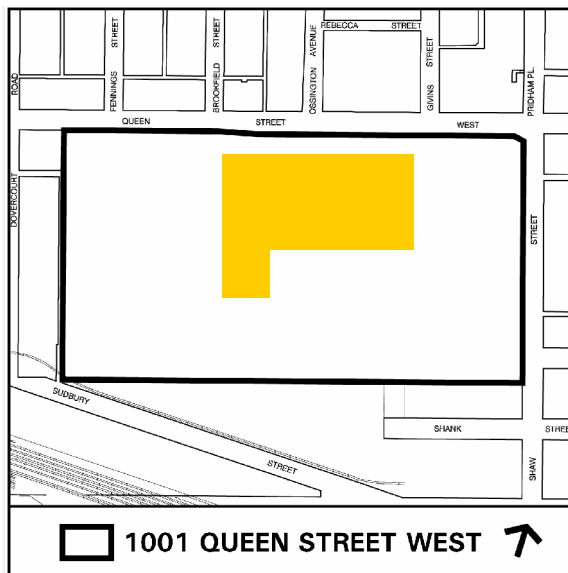 REBECCA STREET
ROAD
FENNINGS STREET
BROOKFIELD STREET
OSSINGTON AVENUE
GIVINS STREET
PRIDHAM PL.
QUEEN STREET WEST
DOVERCOURT
STREET
SUDBURY STREET
SHANK STREE
SHAW
1001 QUEEN STREET WEST